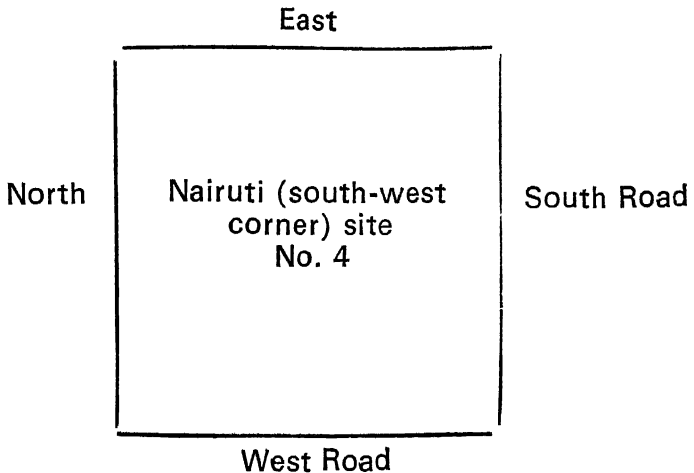 East
North
Nairuti (south-west
corner) site
No. 4
South Road
West Road